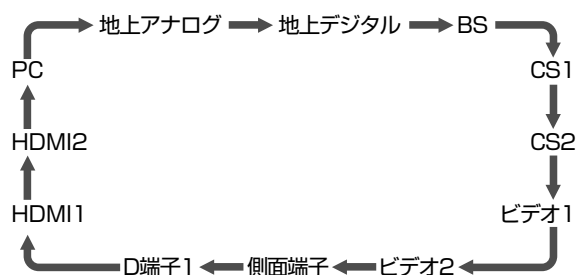 地上アナログ 地上デジタル BS
PC CS1
HDMI2 CS2
HDMI1 ビデオ1
D端子1 側面端子 ビデオ2